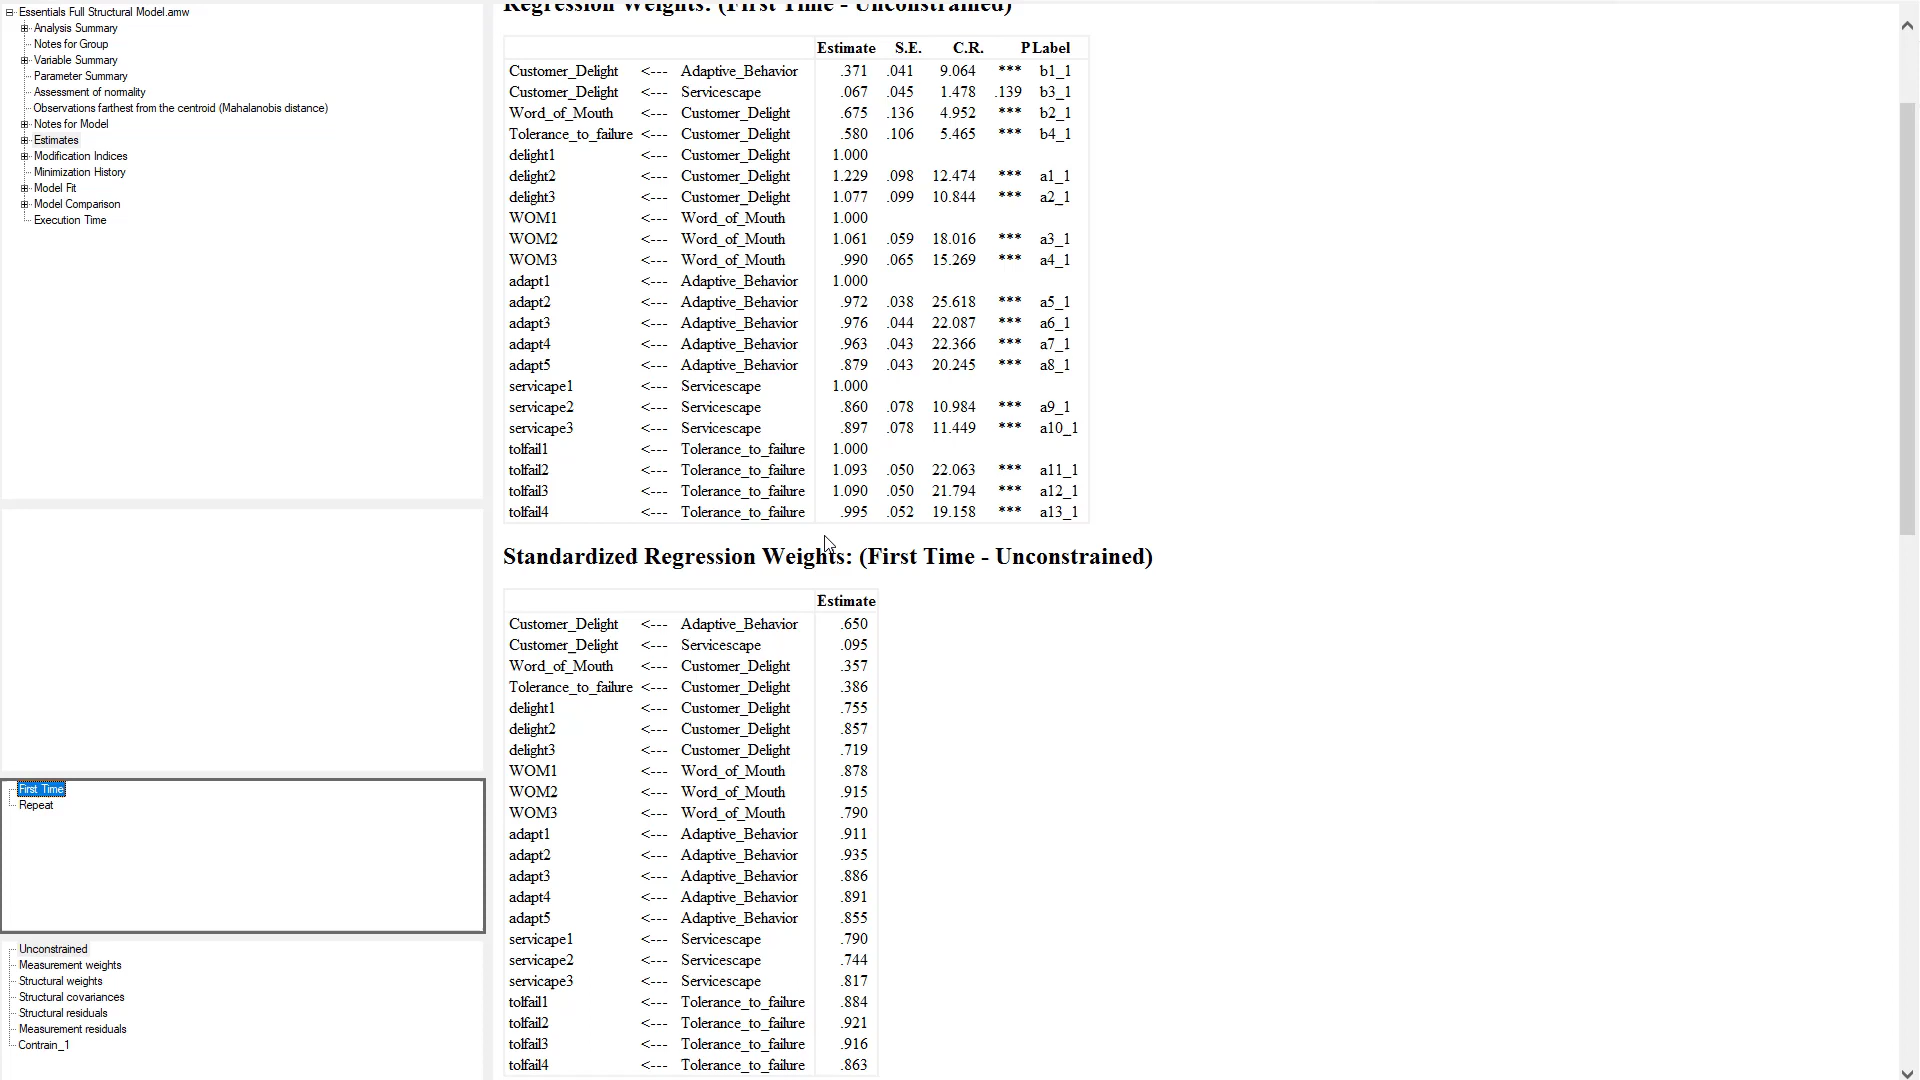 Essentials Full Structural Model.amw
Analysis Summary
Notes for Group
Variable Summary
Parameter Summary
Assessment of normality
Observations farthest from the centroid (Mahalanobis distance)
Notes for Model
Estimates
Modification Indices
Minimization History
Model Fit
Model Comparison
Execution Time
First Time
Repeat
Unconstrained
Measurement weights
Structural weights
Structural covariances
Structural residuals
Measurement residuals
Contrain_1
Regression Weights: (First Time - Unconstrained)
Estimate S.E. C.R. P Label
Customer_Delight <--- Adaptive_Behavior .371 .041 9.064 *** b1_1
Customer_Delight <--- Servicescape .067 .045 1.478 .139 b3_1
Word_of_Mouth <--- Customer_Delight .675 .136 4.952 *** b2_1
Tolerance_to_failure <--- Customer_Delight .580 .106 5.465 *** b4_1
delight1 <--- Customer_Delight 1.000
delight2 <--- Customer_Delight 1.229 .098 12.474 *** a1_1
delight3 <--- Customer_Delight 1.077 .099 10.844 *** a2_1
WOM1 <--- Word_of_Mouth 1.000
WOM2 <--- Word_of_Mouth 1.061 .059 18.016 *** a3_1
WOM3 <--- Word_of_Mouth .990 .065 15.269 *** a4_1
adapt1 <--- Adaptive_Behavior 1.000
adapt2 <--- Adaptive_Behavior .972 .038 25.618 *** a5_1
adapt3 <--- Adaptive_Behavior .976 .044 22.087 *** a6_1
adapt4 <--- Adaptive_Behavior .963 .043 22.366 *** a7_1
adapt5 <--- Adaptive_Behavior .879 .043 20.245 *** a8_1
servicape1 <--- Servicescape 1.000
servicape2 <--- Servicescape .860 .078 10.984 *** a9_1
servicape3 <--- Servicescape .897 .078 11.449 *** a10_1
tolfail1 <--- Tolerance_to_failure 1.000
tolfail2 <--- Tolerance_to_failure 1.093 .050 22.063 *** a11_1
tolfail3 <--- Tolerance_to_failure 1.090 .050 21.794 *** a12_1
tolfail4 <--- Tolerance_to_failure .995 .052 19.158 *** a13_1
Standardized Regression Weights: (First Time - Unconstrained)
Estimate
Customer_Delight <--- Adaptive_Behavior .650
Customer_Delight <--- Servicescape .095
Word_of_Mouth <--- Customer_Delight .357
Tolerance_to_failure <--- Customer_Delight .386
delight1 <--- Customer_Delight .755
delight2 <--- Customer_Delight .857
delight3 <--- Customer_Delight .719
WOM1 <--- Word_of_Mouth .878
WOM2 <--- Word_of_Mouth .915
WOM3 <--- Word_of_Mouth .790
adapt1 <--- Adaptive_Behavior .911
adapt2 <--- Adaptive_Behavior .935
adapt3 <--- Adaptive_Behavior .886
adapt4 <--- Adaptive_Behavior .891
adapt5 <--- Adaptive_Behavior .855
servicape1 <--- Servicescape .790
servicape2 <--- Servicescape .744
servicape3 <--- Servicescape .817
tolfail1 <--- Tolerance_to_failure .884
tolfail2 <--- Tolerance_to_failure .921
tolfail3 <--- Tolerance_to_failure .916
tolfail4 <--- Tolerance_to_failure .863